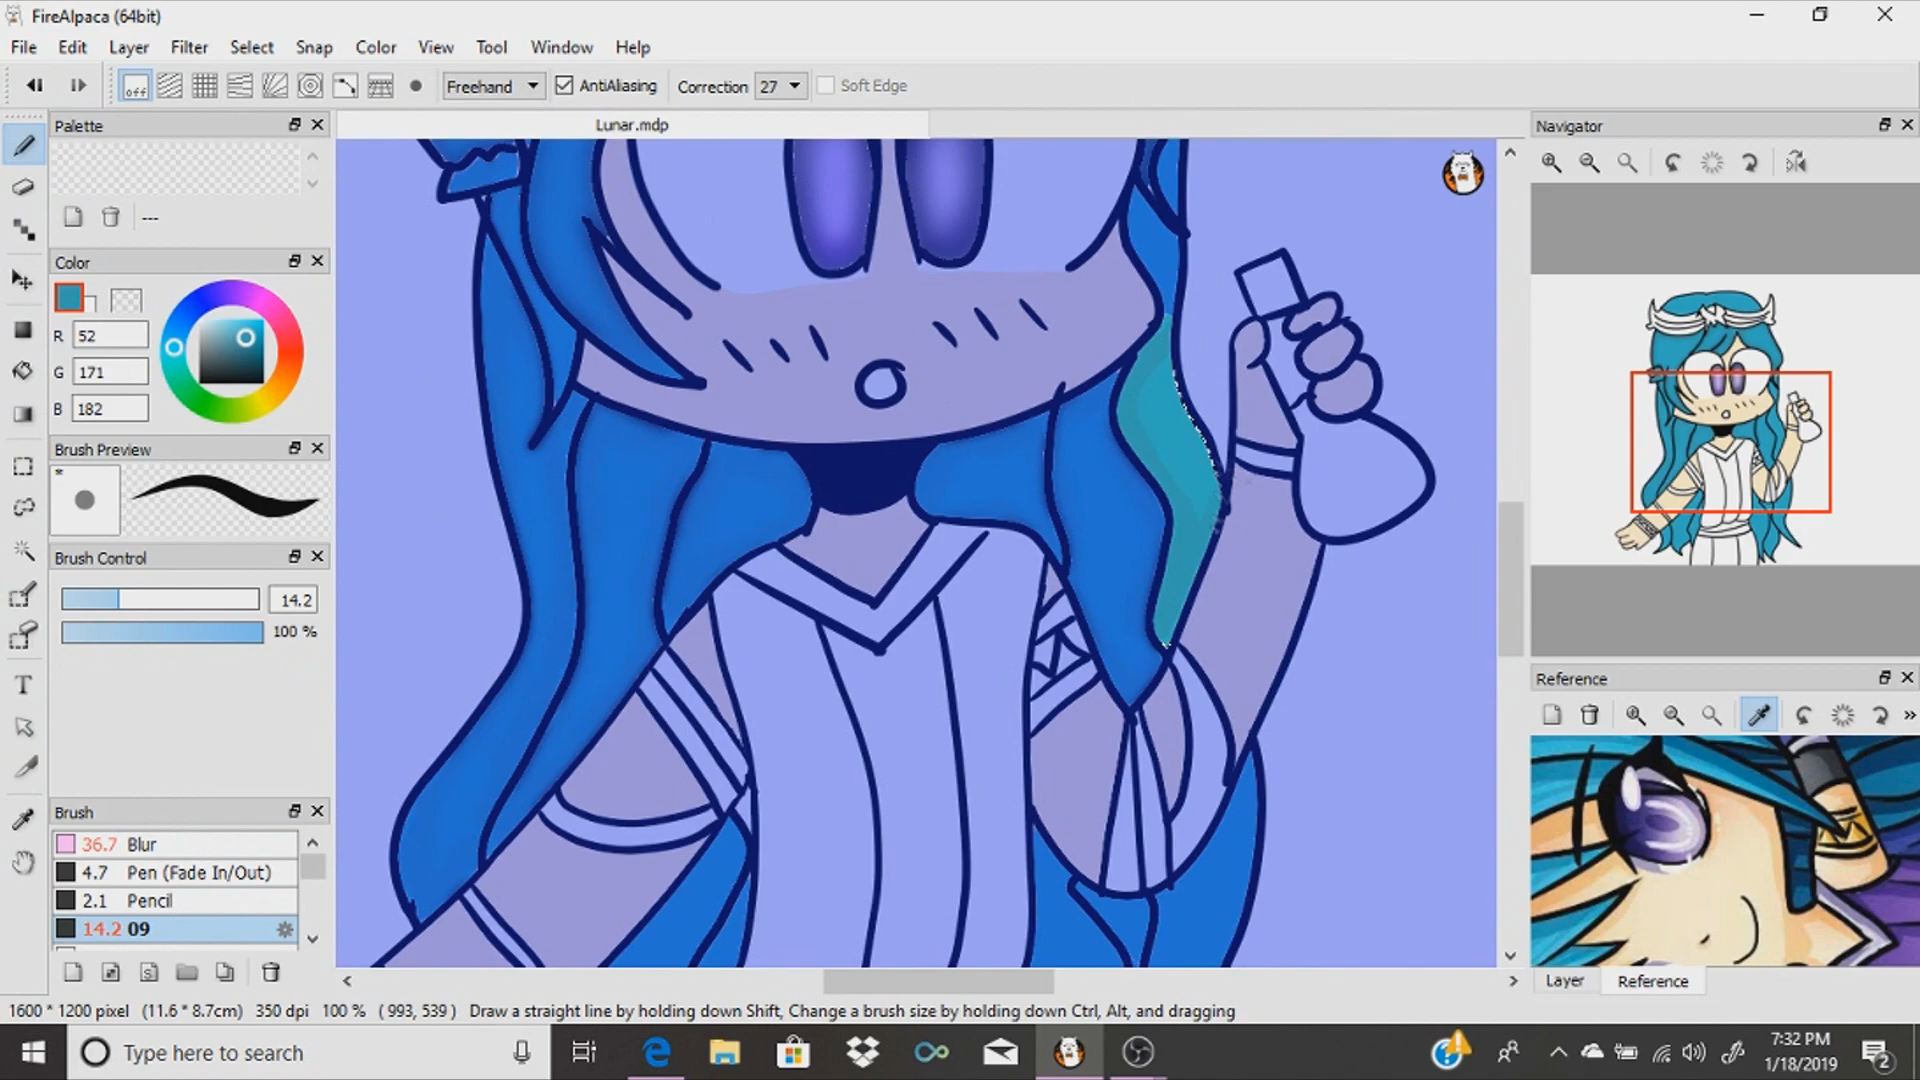 FireAlpaca (64bit)
File Edit Layer Filter Select Snap Color View Tool Window Help
off Freehand AntiAliasing Correction 27 Soft Edge
Palette
Lunar.mdp
Navigator
---
Color
R 52
G 171
B 182
Brush Preview
*
Brush Control
14.2
100 %
T
Reference
»
Brush
36.7 Blur
4.7 Pen (Fade In/Out)
2.1 Pencil
14.2 09
Layer Reference
1600 * 1200 pixel (11.6 * 8.7cm) 350 dpi 100 % ( 993, 539 ) Draw a straight line by holding down Shift, Change a brush size by holding down Ctrl, Alt, and dragging
Type here to search
7:32 PM
1/18/2019
2